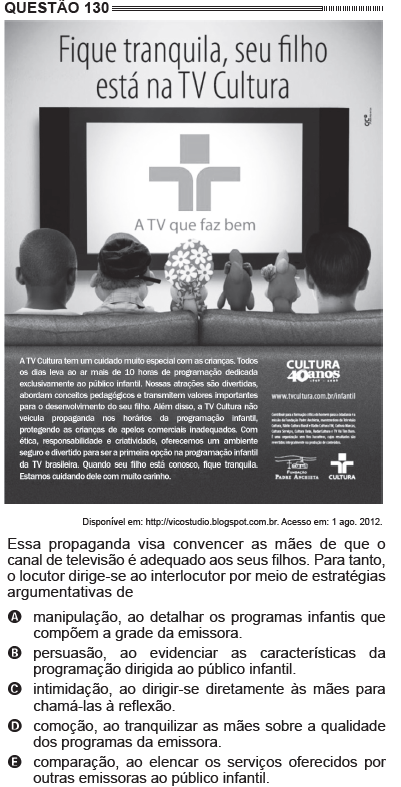 QUESTÃO 130
Fique tranquila, seu filho
está na TV Cultura
A TV que faz bem
A TV Cultura tem um cuidado muito especial com as crianças. Todos
os dias leva ao ar mais de 10 horas de programação dedicada
exclusivamente ao público infantil. Nossas atrações são divertidas,
abordam conceitos pedagógicos e transmitem valores importantes
para o desenvolvimento do seu filho. Além disso, a TV Cultura não
veicula propaganda nos horários da programação infantil,
protegendo as crianças de apelos comerciais inadequados. Com
ética, responsabilidade e criatividade, oferecemos um ambiente
seguro e divertido para ser a primeira opção na programação infantil
da TV brasileira. Quando seu filho está conosco, fique tranquila.
Estamos cuidando dele com muito carinho.
CULTURA
40anos
www.tvcultura.com.br/infantil
FUNDAÇÃO
PADRE ANCHIETA
CULTURA
Disponível em: http://vicostudio.blogspot.com.br. Acesso em: 1 ago. 2012.
Essa propaganda visa convencer as mães de que o
canal de televisão é adequado aos seus filhos. Para tanto,
o locutor dirige-se ao interlocutor por meio de estratégias
argumentativas de
A manipulação, ao detalhar os programas infantis que
compõem a grade da emissora.
B persuasão, ao evidenciar as características da
programação dirigida ao público infantil.
C intimidação, ao dirigir-se diretamente às mães para
chamá-las à reflexão.
D comoção, ao tranquilizar as mães sobre a qualidade
dos programas da emissora.
E comparação, ao elencar os serviços oferecidos por
outras emissoras ao público infantil.